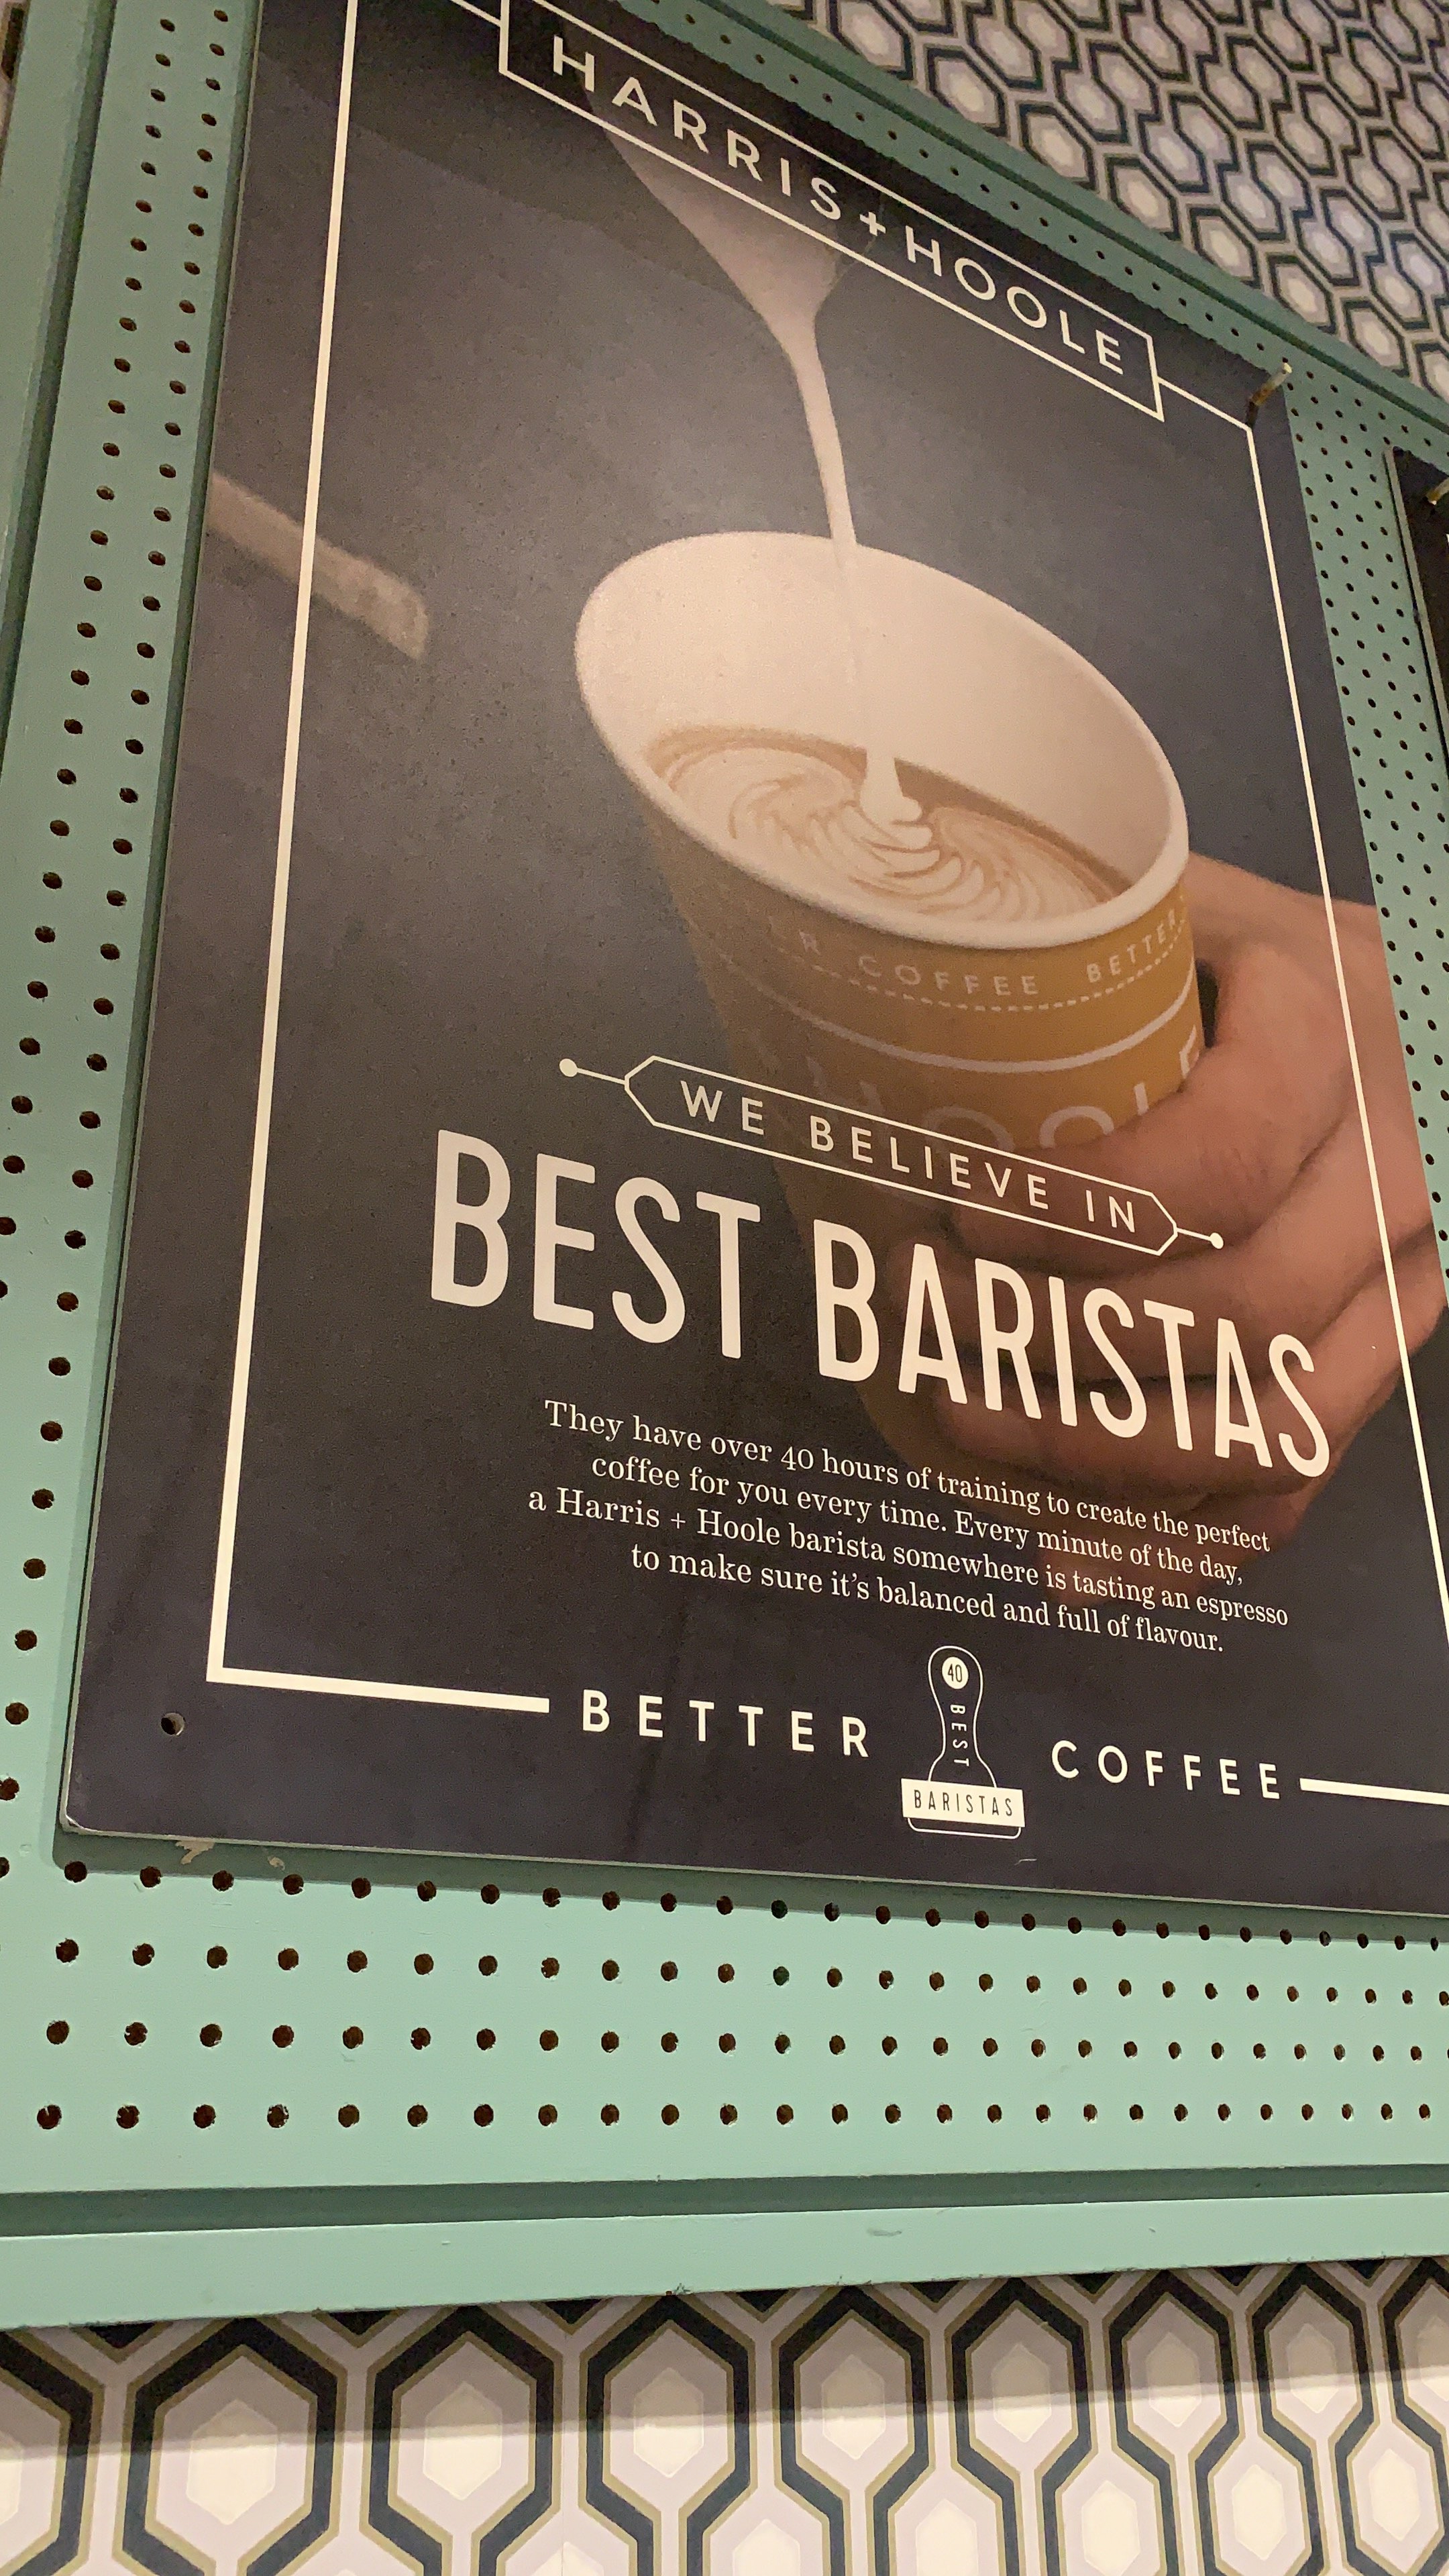 HARRIS+HOOLE
R COFFEE BETTER
HOOLE
WE BELIEVE IN
BEST BARISTAS
They have over 40 hours of training to create the perfect
coffee for you every time. Every minute of the day,
a Harris + Hoole barista somewhere is tasting an espresso
to make sure it's balanced and full of flavour.
BETTER
40
BEST
BARISTAS
COFFEE